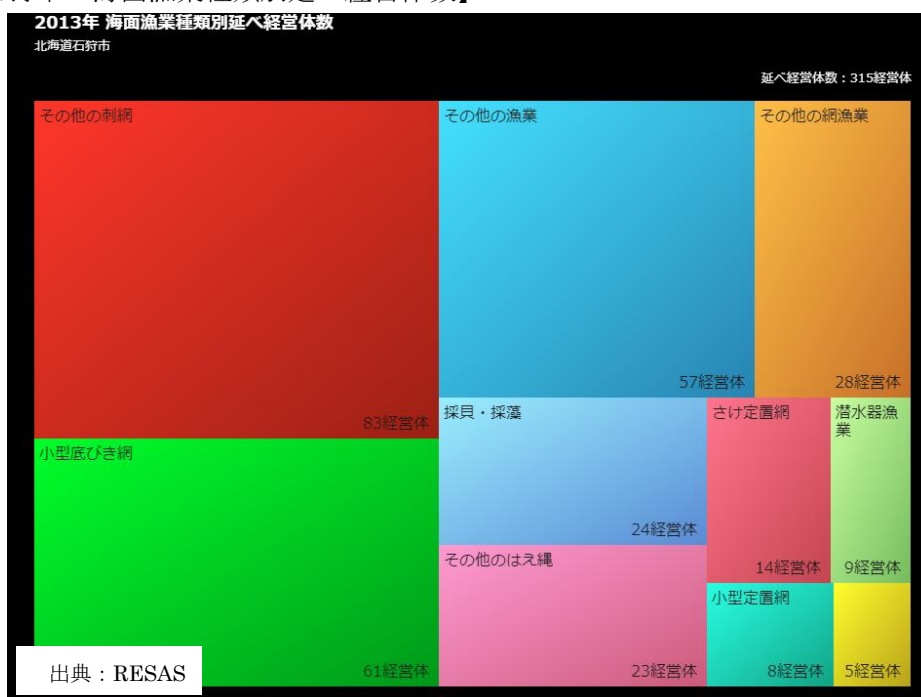 2013年 海面漁業種類別延べ経営体数
北海道石狩市
延べ経営体数：315経営体
その他の刺網
83経営体
小型底びき網
61経営体
その他の漁業
57経営体
その他の網漁業
28経営体
採貝・採藻
24経営体
その他のはえ縄
23経営体
さけ定置網
14経営体
潜水器漁
業
9経営体
小型定置網
8経営体
5経営体
出典：RESAS